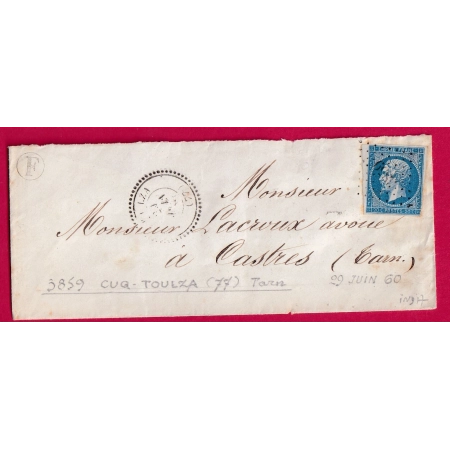 F
Monsieur
Monsieur Lacroux avoué
à Castres (Tarn.)
3859 CUQ-TOULZA (77) Tarn 29 JUIN 60